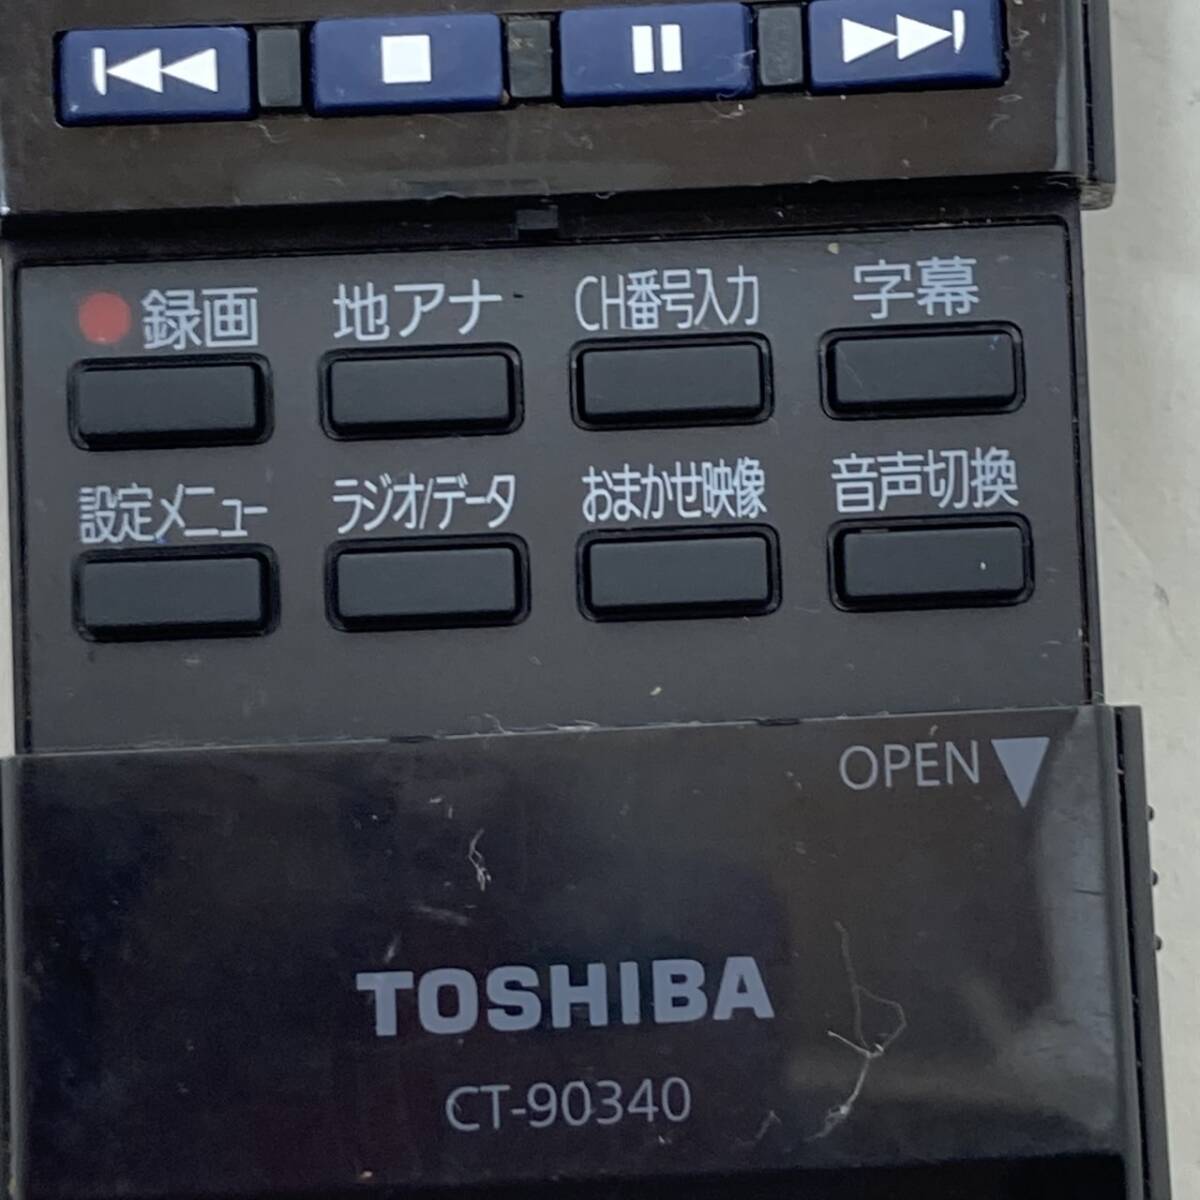 録画 地アナ CH番号入力 字幕
設定メニュー ラジオ/データ おまかせ映像 音声切換
OPEN
TOSHIBA
CT-90340